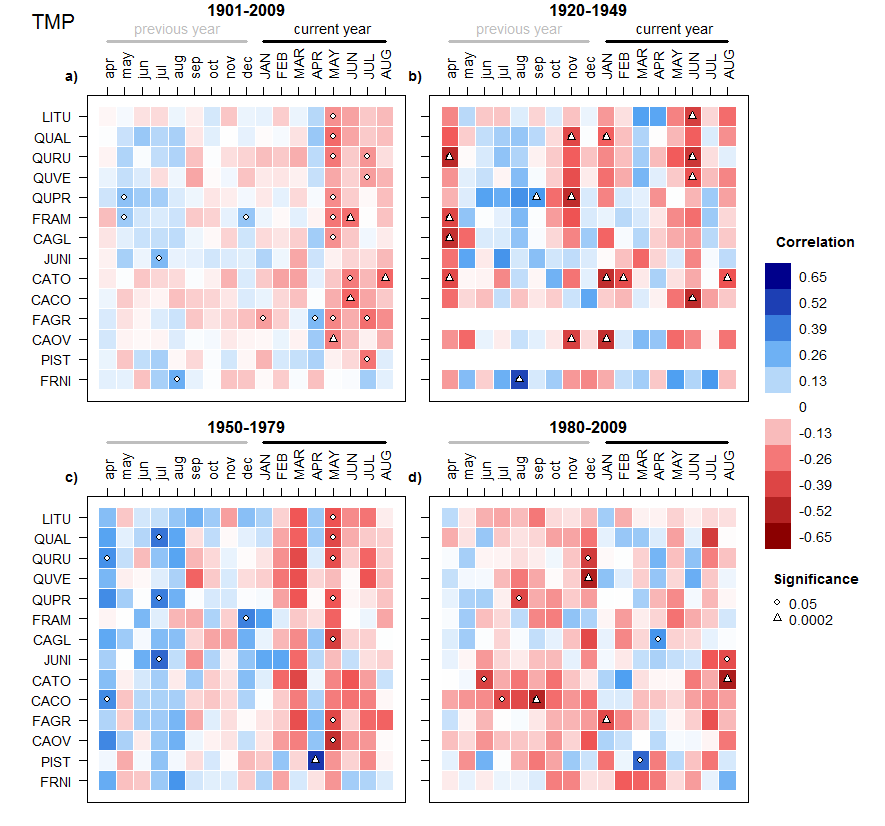 TMP
1901-2009
previous year current year
a) apr may jun jul aug sep oct nov dec JAN FEB MAR APR MAY JUN JUL AUG
1920-1949
previous year current year
b) apr may jun jul aug sep oct nov dec JAN FEB MAR APR MAY JUN JUL AUG
LITU
QUAL
QURU
QUVE
QUPR
FRAM
CAGL
JUNI
CATO
CACO
FAGR
CAOV
PIST
FRNI
1950-1979
c) apr may jun jul aug sep oct nov dec JAN FEB MAR APR MAY JUN JUL AUG
1980-2009
d) apr may jun jul aug sep oct nov dec JAN FEB MAR APR MAY JUN JUL AUG
LITU
QUAL
QURU
QUVE
QUPR
FRAM
CAGL
JUNI
CATO
CACO
FAGR
CAOV
PIST
FRNI
Correlation
0.65
0.52
0.39
0.26
0.13
0
-0.13
-0.26
-0.39
-0.52
-0.65
Significance
0.05
0.0002